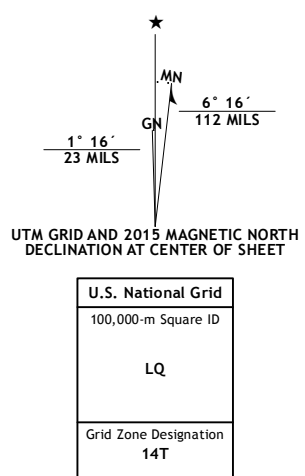 ★
MN
GN
6° 16´
112 MILS
1° 16´
23 MILS
UTM GRID AND 2015 MAGNETIC NORTH
DECLINATION AT CENTER OF SHEET
U.S. National Grid
100,000-m Square ID
LQ
Grid Zone Designation
14T